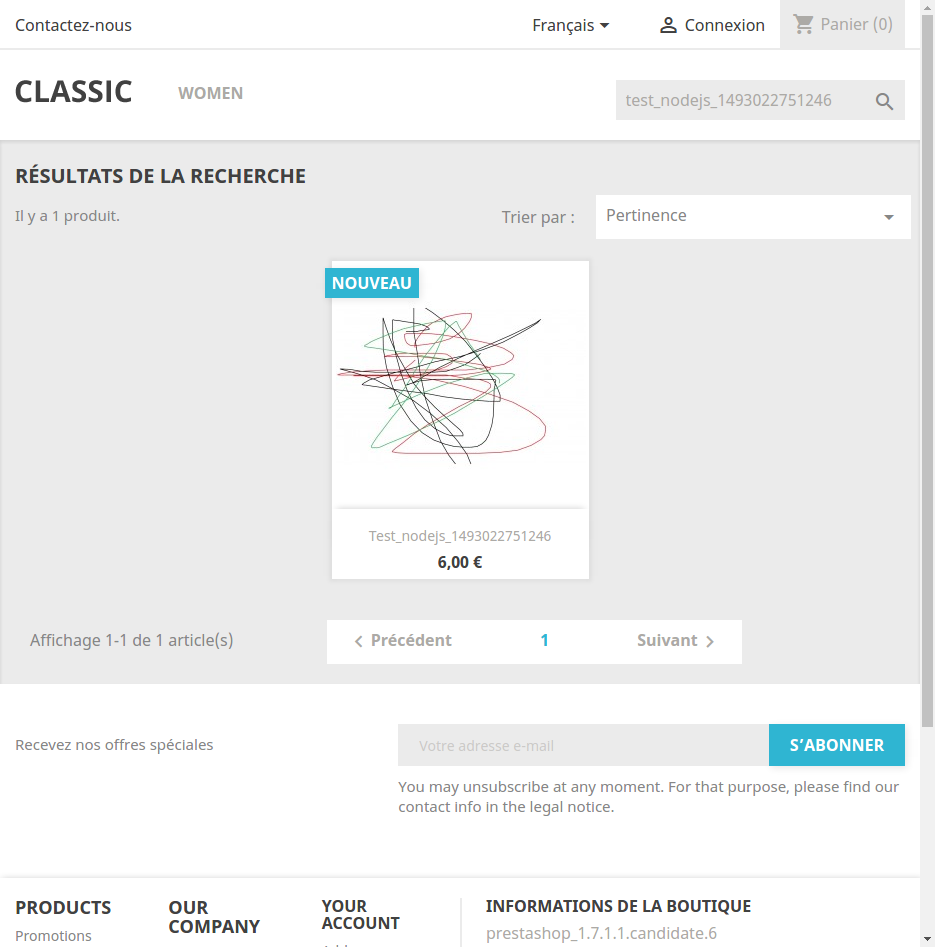 Contactez-nous
Français
Connexion
Panier (0)
CLASSIC
WOMEN
test_nodejs_1493022751246
RÉSULTATS DE LA RECHERCHE
Il y a 1 produit.
Trier par :
Pertinence
NOUVEAU
Test_nodejs_1493022751246
6,00 €
Affichage 1-1 de 1 article(s)
Précédent
1
Suivant
Recevez nos offres spéciales
Votre adresse e-mail
S’ABONNER
You may unsubscribe at any moment. For that purpose, please find our
contact info in the legal notice.
PRODUCTS
Promotions
OUR
COMPANY
YOUR
ACCOUNT
INFORMATIONS DE LA BOUTIQUE
prestashop_1.7.1.1.candidate.6